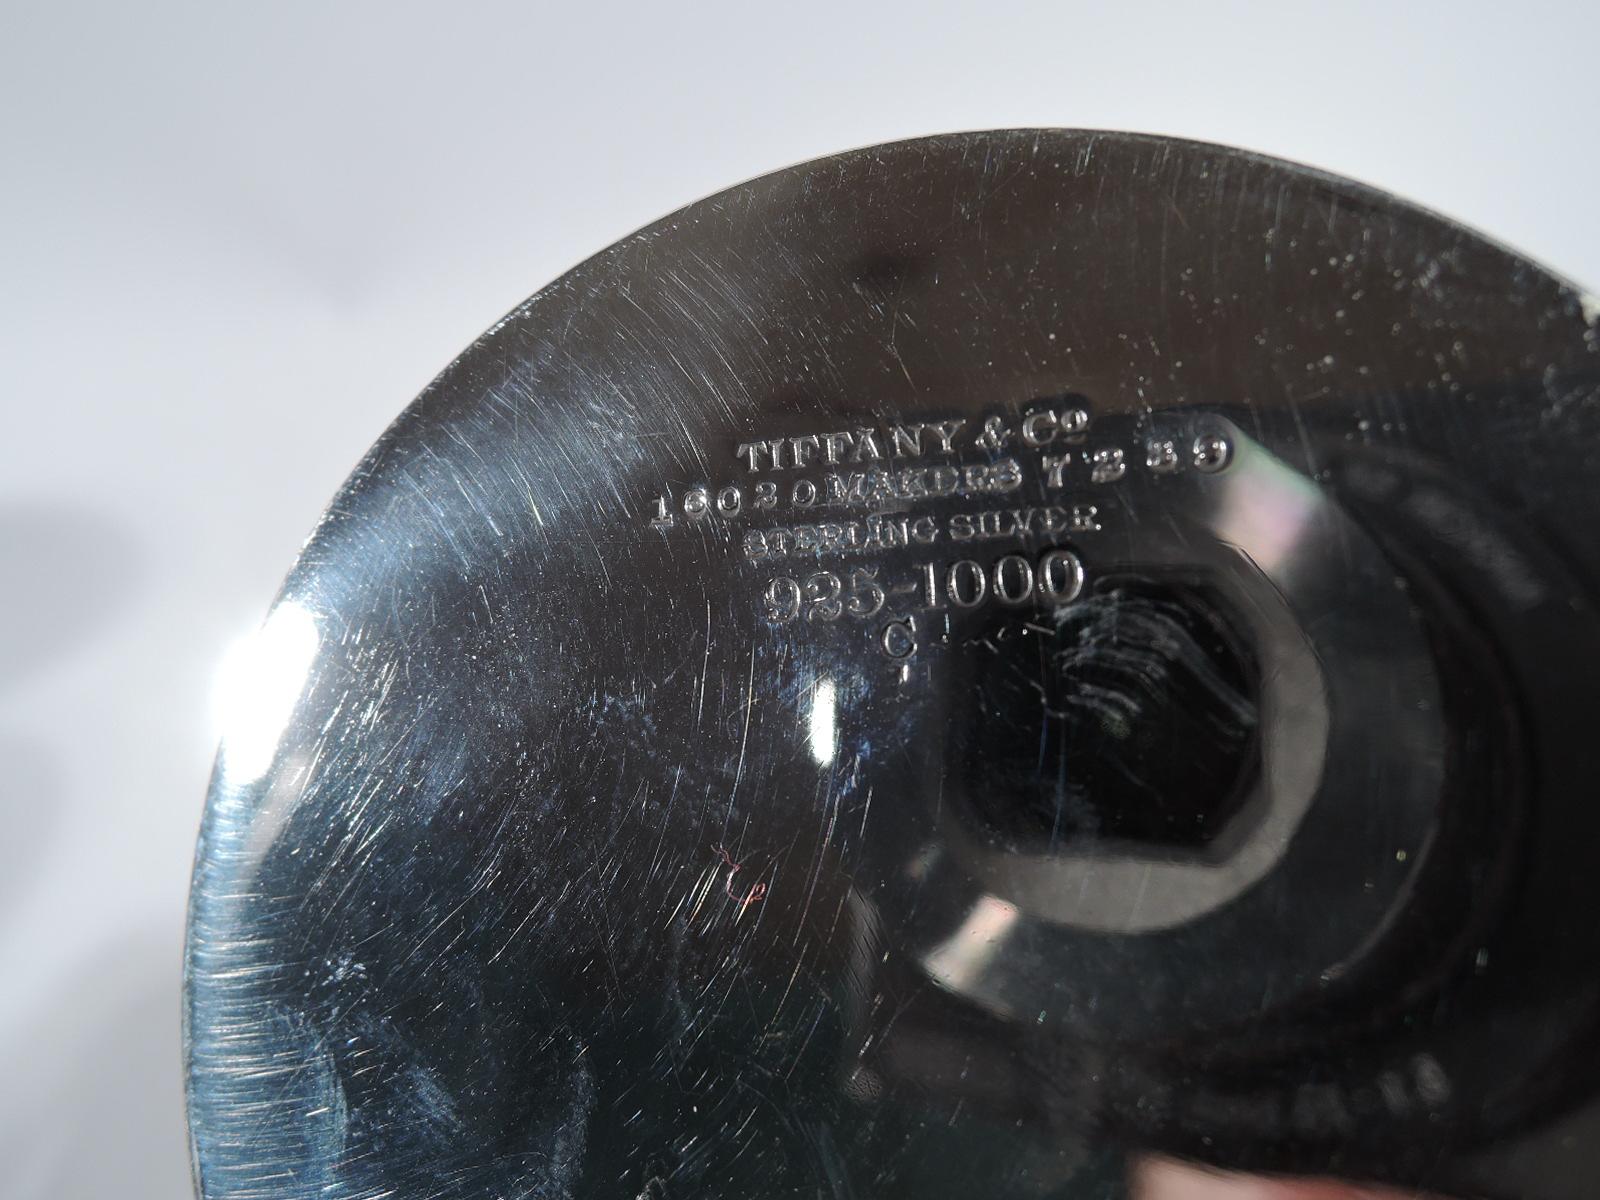 TIFFANY & Co
16020 MAKERS 7239
STERLING SILVER
925-1000
C